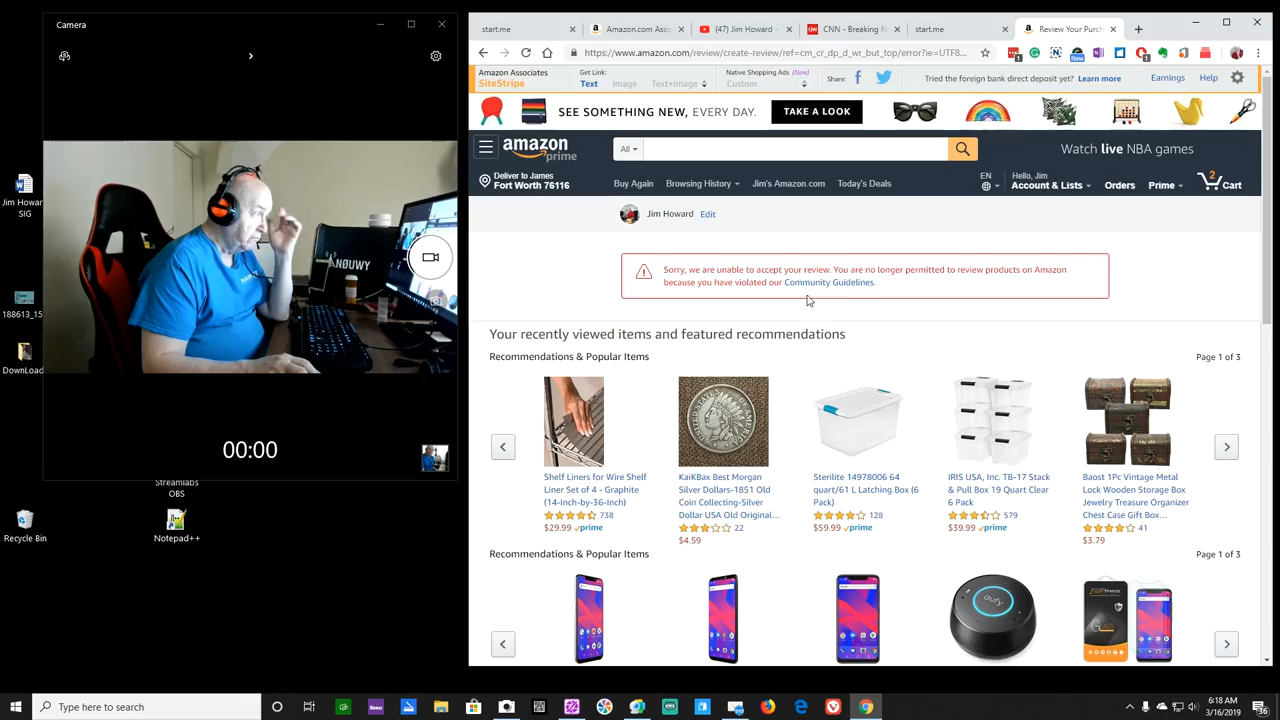 Camera
00:00
NØUWY
Jim Howard
SIG
188613_15
DownLoad
Streamlabs
OBS
Recycle Bin
Notepad++
start.me
Amazon.com Asso
(47) Jim Howard -
CNN - Breaking N
start.me
Review Your Purch
https://www.amazon.com/review/create-review/ref=cm_cr_dp_d_wr_but_top/error?ie=UTF8...
Amazon Associates
SiteStripe
Get Link:
Text Image Text+Image
Native Shopping Ads (New)
Custom
Share:
Tried the foreign bank direct deposit yet? Learn more
Earnings Help
SEE SOMETHING NEW, EVERY DAY. TAKE A LOOK
amazon
prime
All
Watch live NBA games
Deliver to James
Fort Worth 76116
Buy Again Browsing History Jim's Amazon.com Today's Deals
EN
Hello, Jim
Account & Lists Orders Prime 2 Cart
Jim Howard Edit
Sorry, we are unable to accept your review. You are no longer permitted to review products on Amazon
because you have violated our Community Guidelines.
Your recently viewed items and featured recommendations
Recommendations & Popular Items Page 1 of 3
Shelf Liners for Wire Shelf
Liner Set of 4 - Graphite
(14-Inch-by-36-Inch)
738
$29.99 prime
KaiKBax Best Morgan
Silver Dollars-1851 Old
Coin Collecting-Silver
Dollar USA Old Original...
22
$4.59
Sterilite 14978006 64
quart/61 L Latching Box (6
Pack)
128
$59.99 prime
IRIS USA, Inc. TB-17 Stack
& Pull Box 19 Quart Clear
6 Pack
579
$39.99 prime
Baost 1Pc Vintage Metal
Lock Wooden Storage Box
Jewelry Treasure Organizer
Chest Case Gift Box...
41
$3.79
Recommendations & Popular Items Page 1 of 3
eufy
Type here to search
6:18 AM
3/16/2019
36